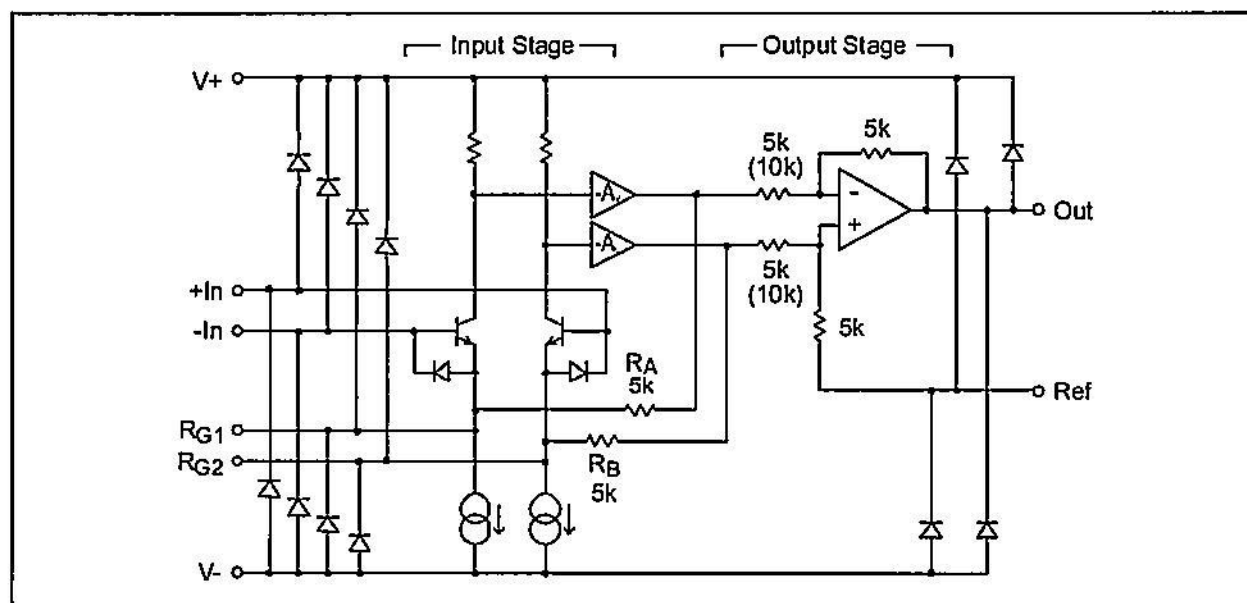 Input Stage
Output Stage
V+
5k
5k
(10k)
-A
-
Out
-A
+
5k
(10k)
+In
-In
5k
RA
5k
Ref
RG1
RG2
RB
5k
V-